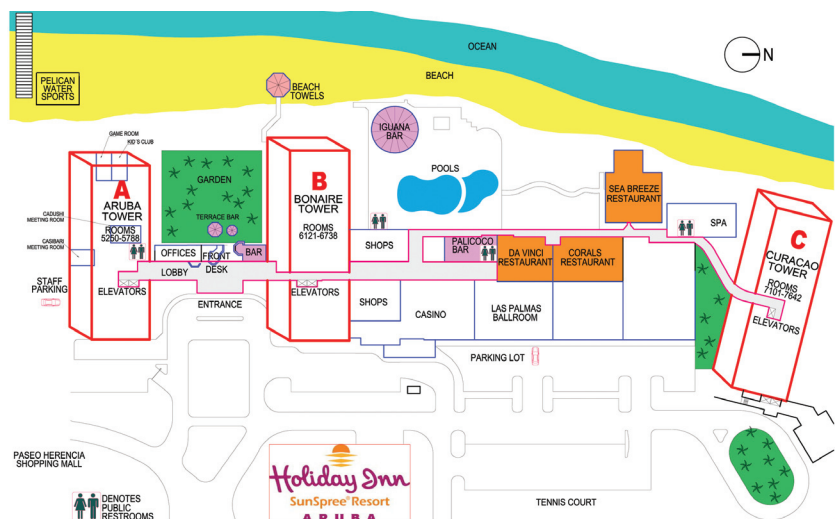 OCEAN
BEACH
N
PELICAN
WATER
SPORTS
BEACH
TOWELS
IGUANA
BAR
GAME ROOM
KID'S CLUB
GARDEN
POOLS
A
ARUBA
TOWER
ROOMS
5250-5788
B
BONAIRE
TOWER
ROOMS
6121-6738
SEA BREEZE
RESTAURANT
CADUSHI
MEETING ROOM
CASIBARI
MEETING ROOM
TERRACE BAR
SPA
C
CURACAO
TOWER
ROOMS
7101-7642
ELEVATORS
OFFICES
FRONT
DESK
BAR
SHOPS
PALICOCO
BAR
DA VINCI
RESTAURANT
CORALS
RESTAURANT
LOBBY
STAFF
PARKING
ELEVATORS
ENTRANCE
ELEVATORS
SHOPS
CASINO
LAS PALMAS
BALLROOM
PARKING LOT
PASEO HERENCIA
SHOPPING MALL
Holiday Inn
SunSpree® Resort
ARUBA
DENOTES
PUBLIC
RESTROOMS
TENNIS COURT